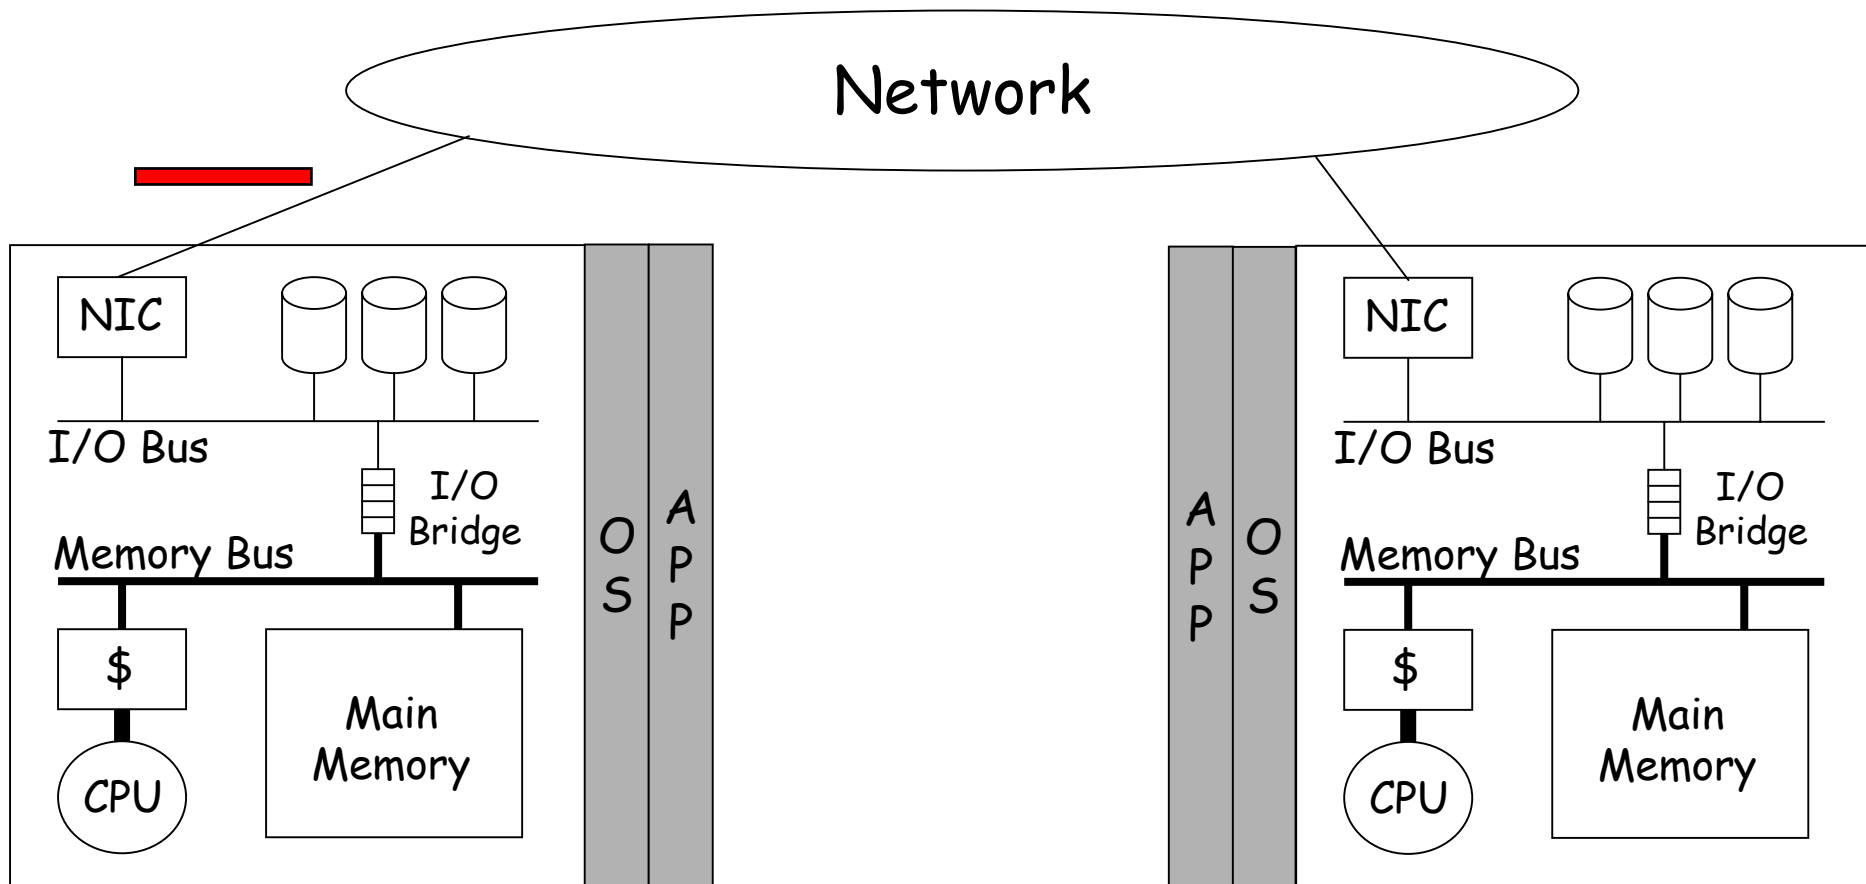 Network
NIC
I/O Bus
I/O
Bridge
Memory Bus
$
Main
Memory
CPU
O
S
A
P
P
A
P
P
O
S
NIC
I/O Bus
I/O
Bridge
Memory Bus
$
Main
Memory
CPU